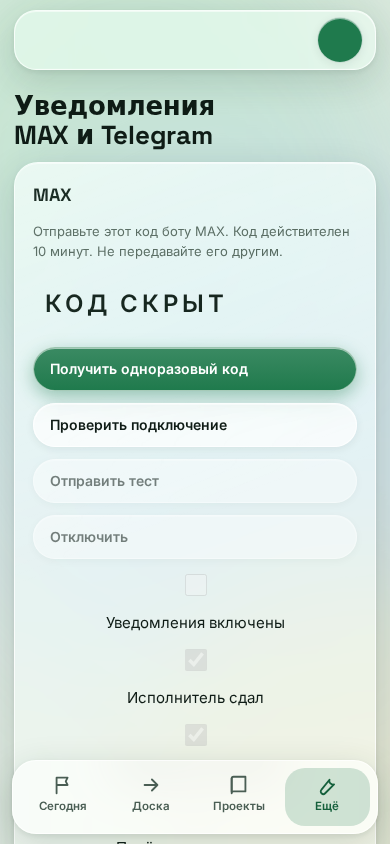 Уведомления
MAX и Telegram
MAX
Отправьте этот код боту MAX. Код действителен
10 минут. Не передавайте его другим.
КОД СКРЫТ
Получить одноразовый код
Проверить подключение
Отправить тест
Отключить
Уведомления включены
Исполнитель сдал
Сегодня
Доска
Проекты
Ещё